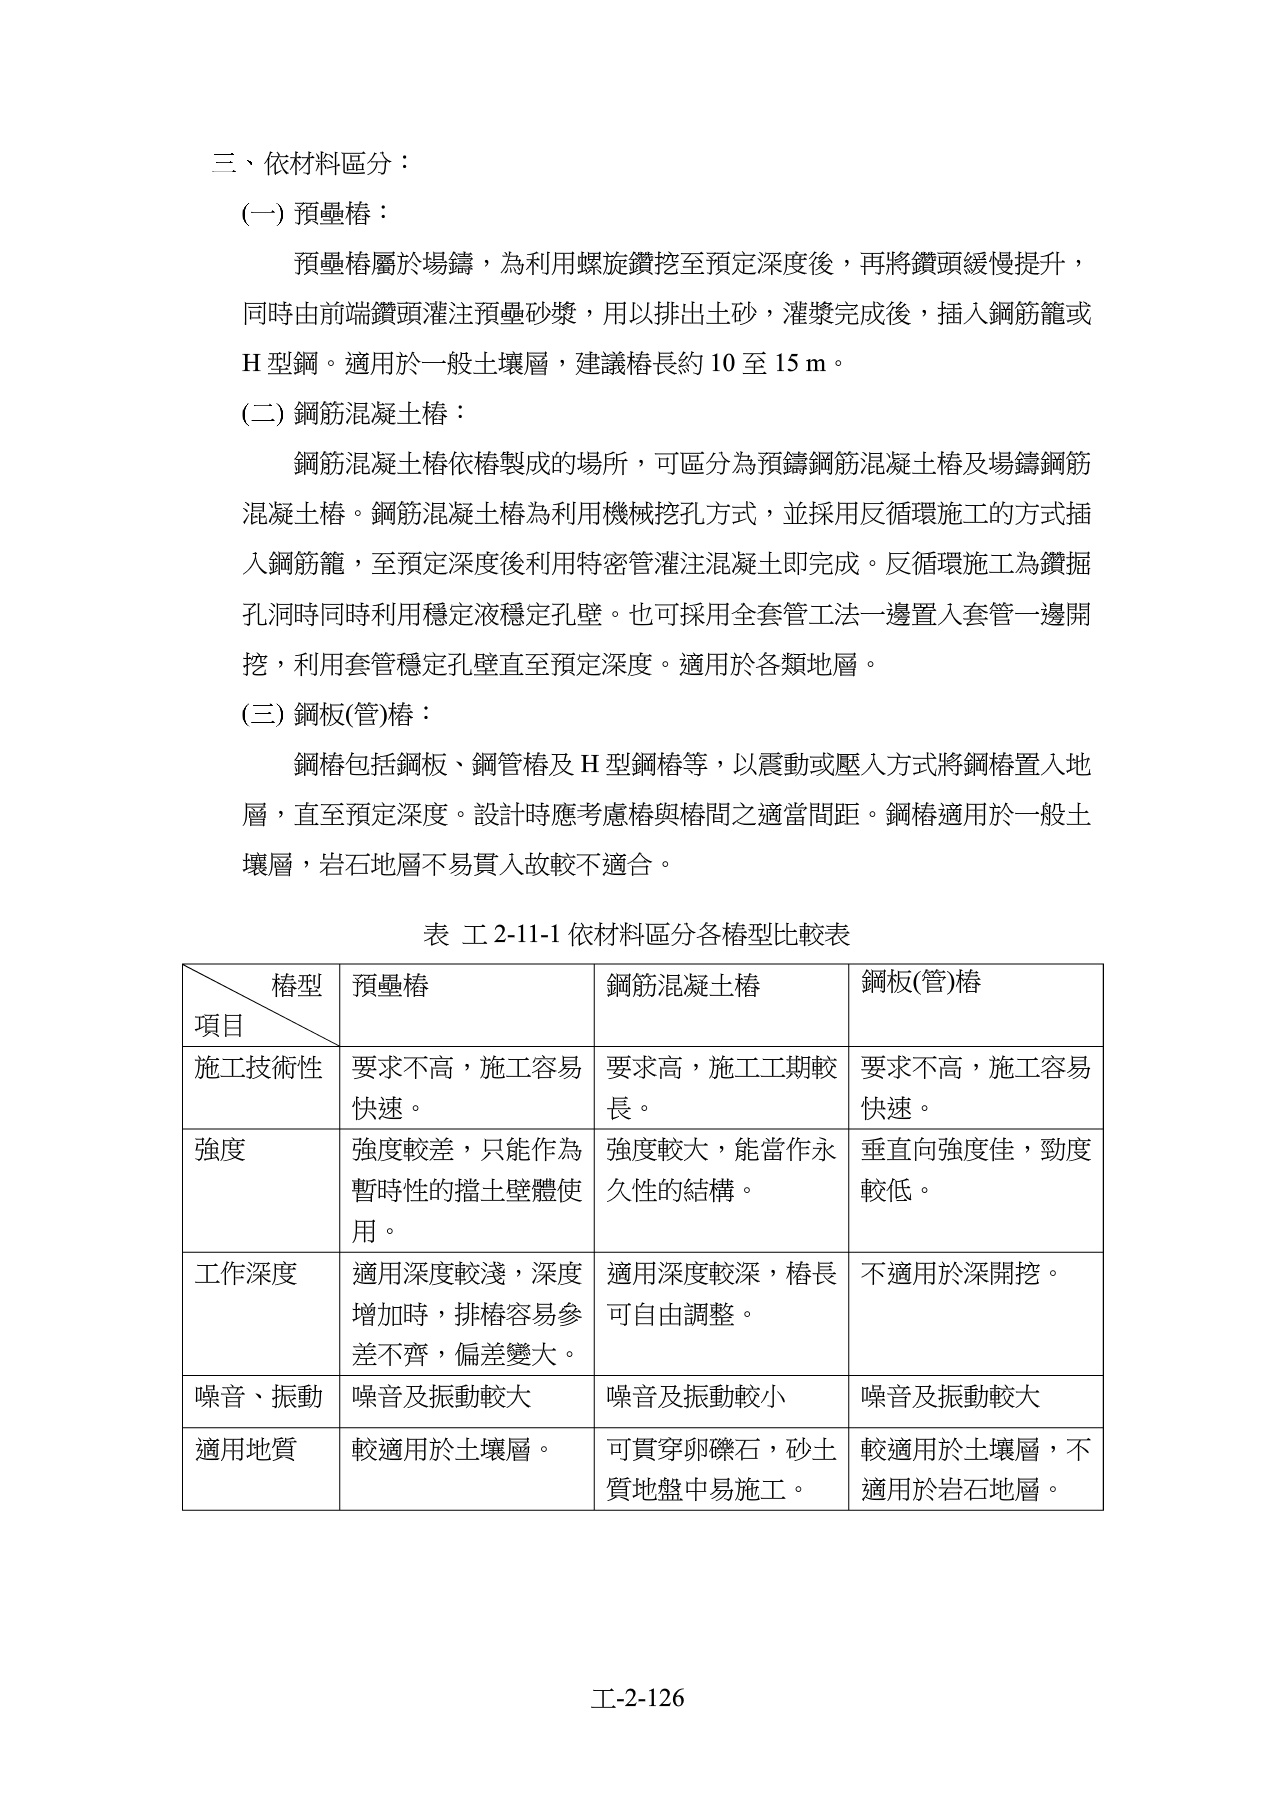 三、依材料區分：
(一) 預壘樁：
預壘樁屬於場鑄，為利用螺旋鑽挖至預定深度後，再將鑽頭緩慢提升，
同時由前端鑽頭灌注預壘砂漿，用以排出土砂，灌漿完成後，插入鋼筋籠或
H 型鋼。適用於一般土壤層，建議樁長約 10 至 15 m。
(二) 鋼筋混凝土樁：
鋼筋混凝土樁依樁製成的場所，可區分為預鑄鋼筋混凝土樁及場鑄鋼筋
混凝土樁。鋼筋混凝土樁為利用機械挖孔方式，並採用反循環施工的方式插
入鋼筋籠，至預定深度後利用特密管灌注混凝土即完成。反循環施工為鑽掘
孔洞時同時利用穩定液穩定孔壁。也可採用全套管工法一邊置入套管一邊開
挖，利用套管穩定孔壁直至預定深度。適用於各類地層。
(三) 鋼板(管)樁：
鋼樁包括鋼板、鋼管樁及 H 型鋼樁等，以震動或壓入方式將鋼樁置入地
層，直至預定深度。設計時應考慮樁與樁間之適當間距。鋼樁適用於一般土
壤層，岩石地層不易貫入故較不適合。
表 工 2-11-1 依材料區分各樁型比較表
樁型
項目
預壘樁
鋼筋混凝土樁
鋼板(管)樁
施工技術性
要求不高，施工容易
快速。
要求高，施工工期較
長。
要求不高，施工容易
快速。
強度
強度較差，只能作為
暫時性的擋土壁體使
用。
強度較大，能當作永
久性的結構。
垂直向強度佳，勁度
較低。
工作深度
適用深度較淺，深度
增加時，排樁容易參
差不齊，偏差變大。
適用深度較深，樁長
可自由調整。
不適用於深開挖。
噪音、振動
噪音及振動較大
噪音及振動較小
噪音及振動較大
適用地質
較適用於土壤層。
可貫穿卵礫石，砂土
質地盤中易施工。
較適用於土壤層，不
適用於岩石地層。
工-2-126